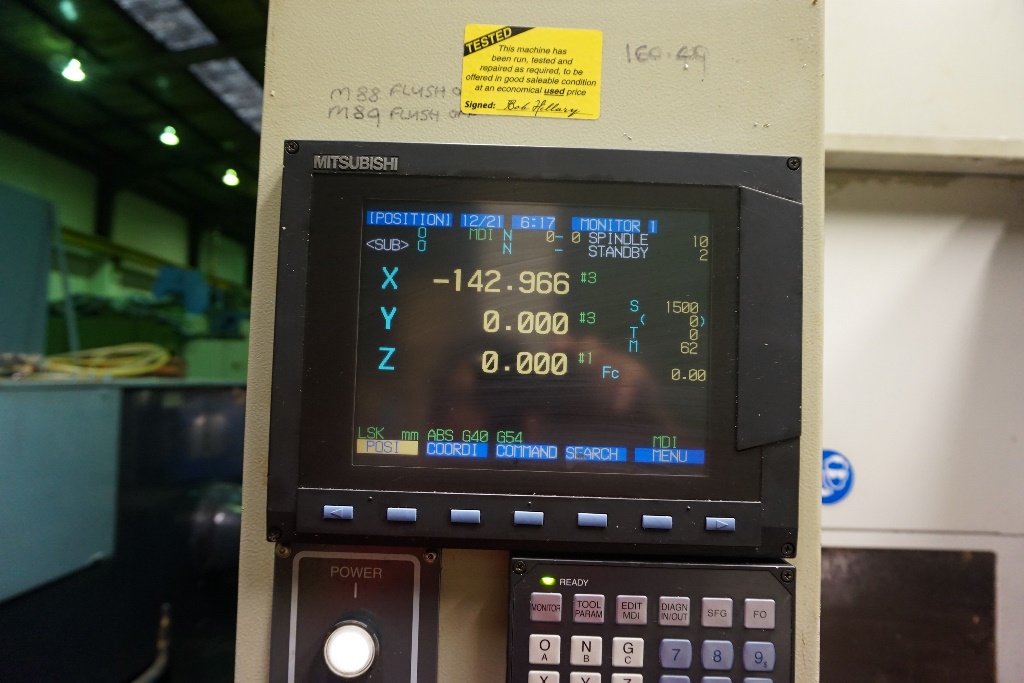 TESTED
This machine has
been run, tested and
repaired as required, to be
offered in good saleable condition
at an economical used price
Signed: Bob Hillary
160.49
M88 FLUSH O
M89 FLUSH OFF
MITSUBISHI
[POSITION] 12/21 6:17 MONITOR 1
O MDI N 0- 0 SPINDLE 10
<SUB> O N - STANDBY 2
X -142.966 #3
Y 0.000 #3
Z 0.000 #1
S 1500
( 0)
T 0
M 62
Fc 0.00
LSK mm ABS G40 G54 MDI
POSI COORDI COMMAND SEARCH MENU
POWER
I
READY
MONITOR TOOL PARAM EDIT MDI DIAGN IN/OUT SFG FO
O A N B G C 7 8 9
X Y Z